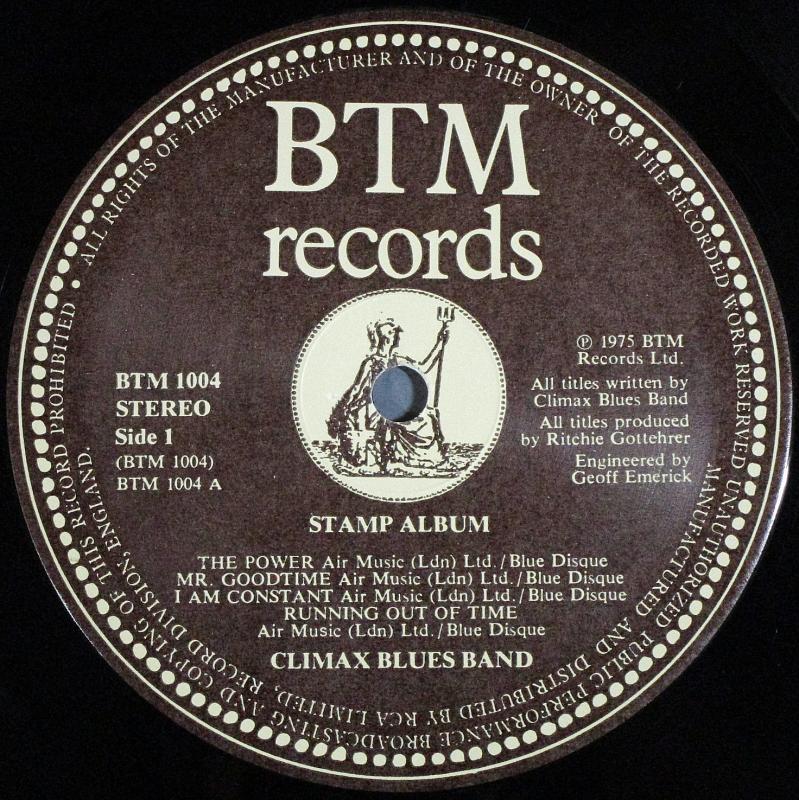 ALL RIGHTS OF THE MANUFACTURER AND OF THE OWNER OF THE RECORDED WORK RESERVED UNAUTHORIZED PUBLIC PERFORMANCE BROADCASTING AND COPYING OF THIS RECORD PROHIBITED •
MANUFACTURED AND DISTRIBUTED BY RCA LIMITED, RECORD DIVISION, ENGLAND.
BTM
records
BTM 1004
STEREO
Side 1
(BTM 1004)
BTM 1004 A
℗ 1975 BTM
Records Ltd.
All titles written by
Climax Blues Band
All titles produced
by Ritchie Gottehrer
Engineered by
Geoff Emerick
STAMP ALBUM
THE POWER Air Music (Ldn) Ltd./Blue Disque
MR. GOODTIME Air Music (Ldn) Ltd./Blue Disque
I AM CONSTANT Air Music (Ldn) Ltd./Blue Disque
RUNNING OUT OF TIME
Air Music (Ldn) Ltd./Blue Disque
CLIMAX BLUES BAND